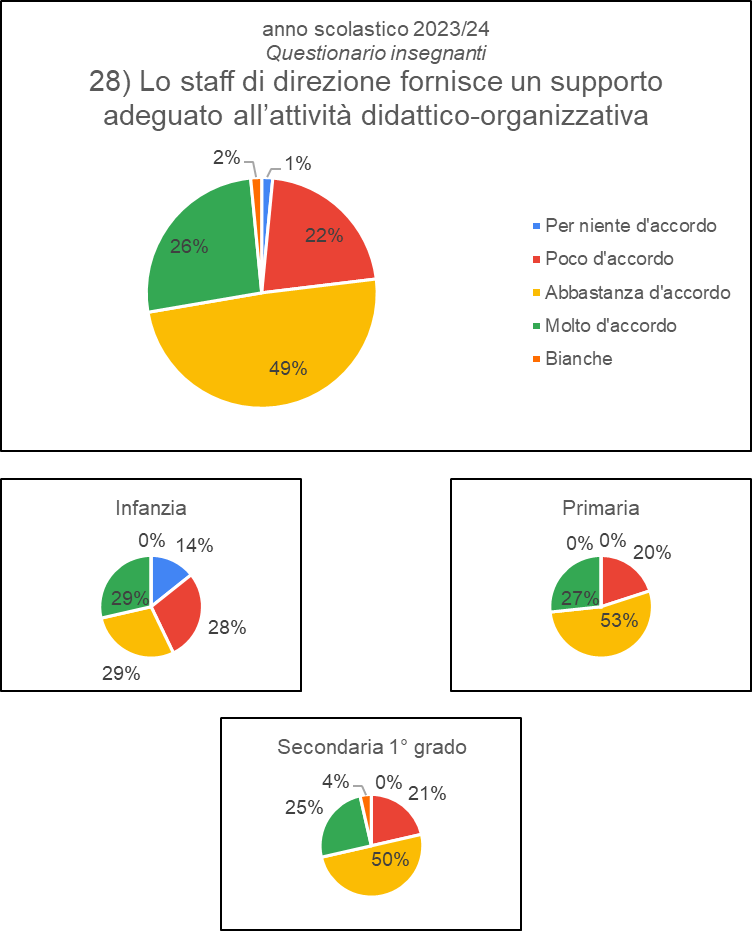 anno scolastico 2023/24
Questionario insegnanti
28) Lo staff di direzione fornisce un supporto
adeguato all’attività didattico-organizzativa
2%
1%
26%
22%
49%
Per niente d'accordo
Poco d'accordo
Abbastanza d'accordo
Molto d'accordo
Bianche
Infanzia
0%
14%
29%
28%
29%
Primaria
0%
0%
20%
27%
53%
Secondaria 1° grado
4%
0%
25%
21%
50%